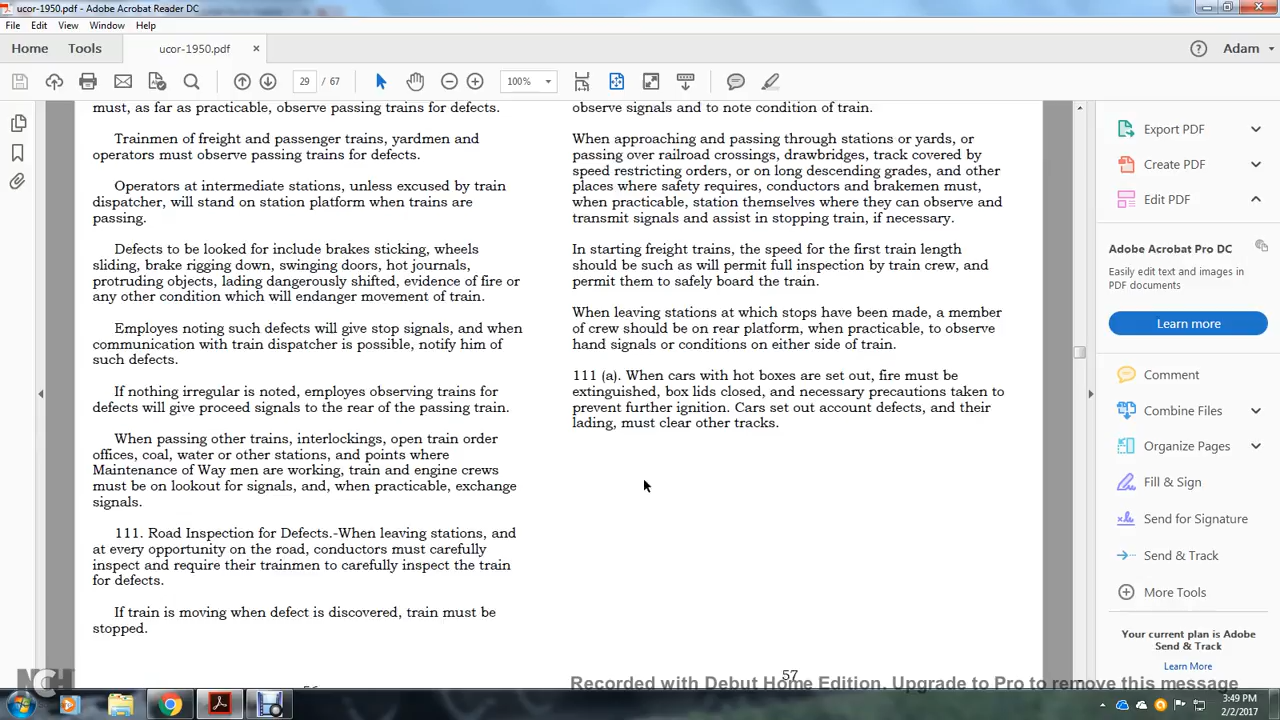 ucor-1950.pdf - Adobe Acrobat Reader DC
File Edit View Window Help
Home Tools ucor-1950.pdf × Adam
29 / 67 100%
must, as far as practicable, observe passing trains for defects.
Trainmen of freight and passenger trains, yardmen and
operators must observe passing trains for defects.
Operators at intermediate stations, unless excused by train
dispatcher, will stand on station platform when trains are
passing.
Defects to be looked for include brakes sticking, wheels
sliding, brake rigging down, swinging doors, hot journals,
protruding objects, lading dangerously shifted, evidence of fire or
any other condition which will endanger movement of train.
Employes noting such defects will give stop signals, and when
communication with train dispatcher is possible, notify him of
such defects.
If nothing irregular is noted, employes observing trains for
defects will give proceed signals to the rear of the passing train.
When passing other trains, interlockings, open train order
offices, coal, water or other stations, and points where
Maintenance of Way men are working, train and engine crews
must be on lookout for signals, and, when practicable, exchange
signals.
111. Road Inspection for Defects.-When leaving stations, and
at every opportunity on the road, conductors must carefully
inspect and require their trainmen to carefully inspect the train
for defects.
If train is moving when defect is discovered, train must be
stopped.
observe signals and to note condition of train.
When approaching and passing through stations or yards, or
passing over railroad crossings, drawbridges, track covered by
speed restricting orders, or on long descending grades, and other
places where safety requires, conductors and brakemen must,
when practicable, station themselves where they can observe and
transmit signals and assist in stopping train, if necessary.
In starting freight trains, the speed for the first train length
should be such as will permit full inspection by train crew, and
permit them to safely board the train.
When leaving stations at which stops have been made, a member
of crew should be on rear platform, when practicable, to observe
hand signals or conditions on either side of train.
111 (a). When cars with hot boxes are set out, fire must be
extinguished, box lids closed, and necessary precautions taken to
prevent further ignition. Cars set out account defects, and their
lading, must clear other tracks.
57
Export PDF
Create PDF
Edit PDF
Adobe Acrobat Pro DC
Easily edit text and images in
PDF documents
Learn more
Comment
Combine Files
Organize Pages
Fill & Sign
Send for Signature
Send & Track
More Tools
Your current plan is Adobe
Send & Track
Learn More
NCH
Recorded with Debut Home Edition. Upgrade to Pro to remove this message
3:49 PM
2/2/2017